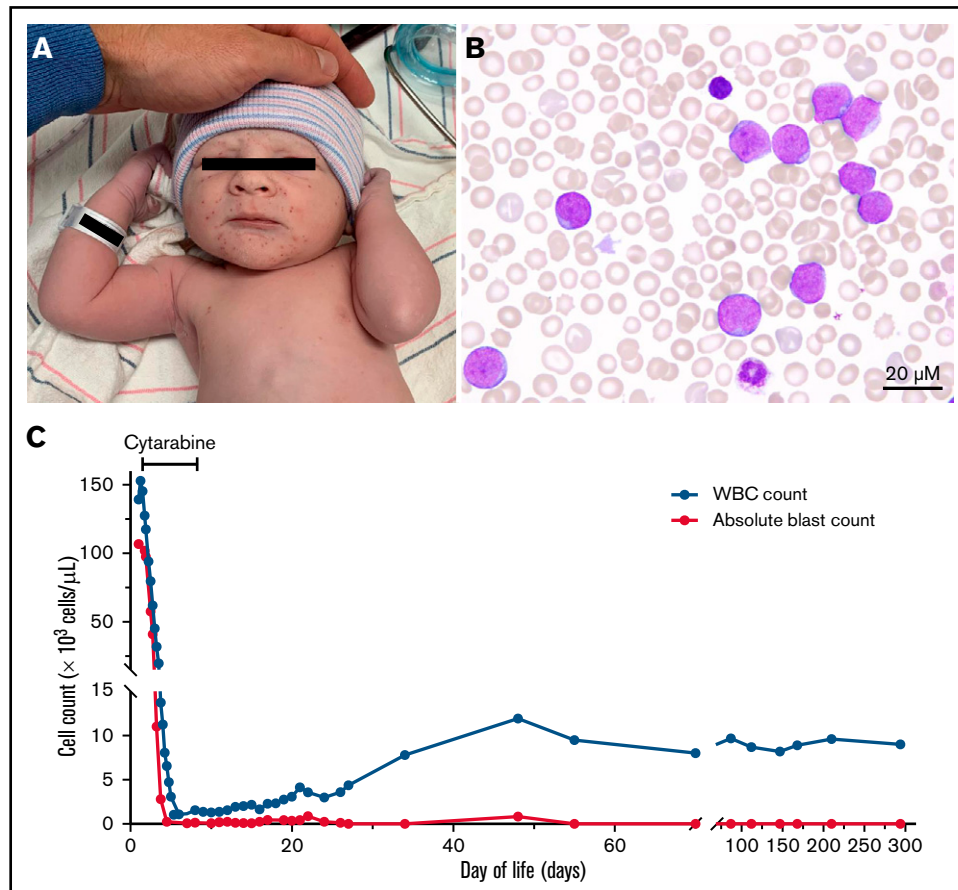 A
B
20 µM
C
Cytarabine
WBC count
Absolute blast count
Cell count (× 10³ cells/µL)
150
100
50
15
10
5
0
0 20 40 60 100 150 200 250 300
Day of life (days)